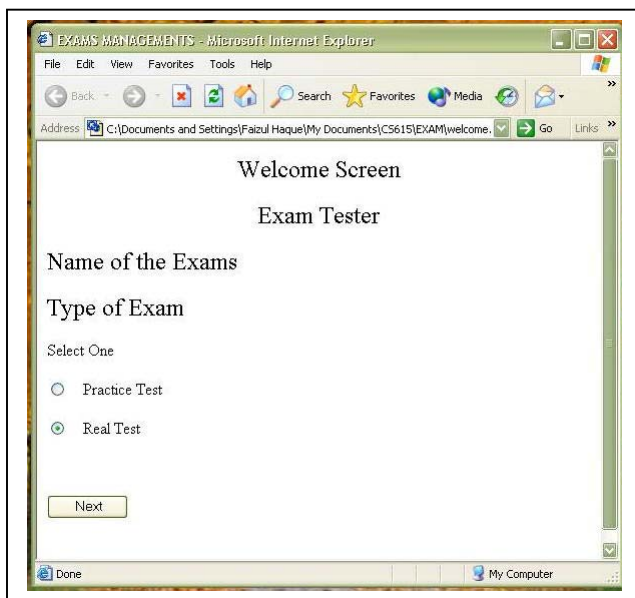 EXAMS MANAGEMENTS - Microsoft Internet Explorer
File Edit View Favorites Tools Help
Back Search Favorites Media »
Address C:\Documents and Settings\Faizul Haque\My Documents\CS615\EXAM\welcome. Go Links »
Welcome Screen
Exam Tester
Name of the Exams
Type of Exam
Select One
Practice Test
Real Test
Next
Done My Computer